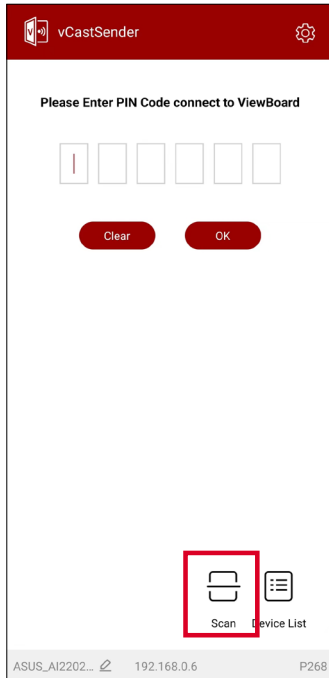 vCastSender
Please Enter PIN Code connect to ViewBoard
Clear OK
Scan Device List
ASUS_AI2202... 192.168.0.6 P268